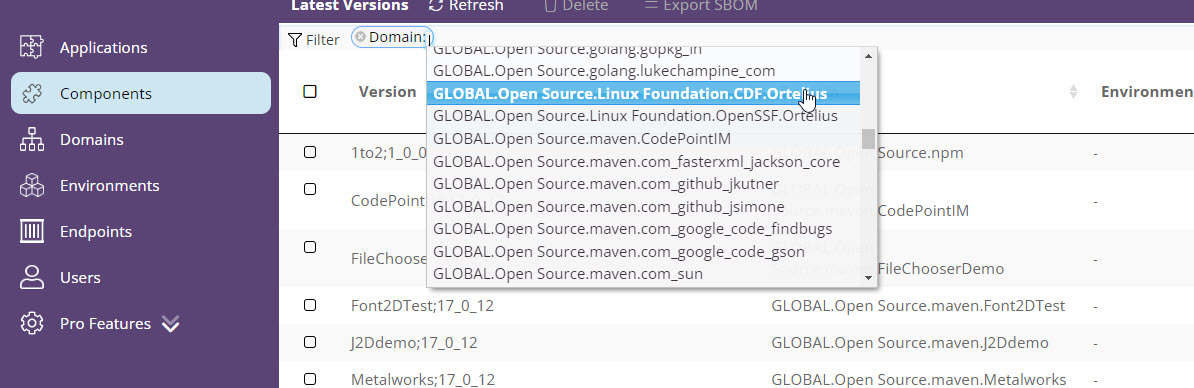 Latest Versions Refresh Delete Export SBOM
Applications
Components
Domains
Environments
Endpoints
Users
Pro Features
Filter Domain:
GLOBAL.Open Source.golang.gopkg_in
GLOBAL.Open Source.golang.lukechampine_com
GLOBAL.Open Source.Linux Foundation.CDF.Ortelius
GLOBAL.Open Source.Linux Foundation.OpenSSF.Ortelius
GLOBAL.Open Source.maven.CodePointIM
GLOBAL.Open Source.maven.com_fasterxml_jackson_core
GLOBAL.Open Source.maven.com_github_jkutner
GLOBAL.Open Source.maven.com_github_jsimone
GLOBAL.Open Source.maven.com_google_code_findbugs
GLOBAL.Open Source.maven.com_google_code_gson
GLOBAL.Open Source.maven.com_sun
Version Environmen
1to2;1_0_0 Source.npm -
CodePoint CodePointIM -
FileChoose FileChooserDemo -
Font2DTest;17_0_12 GLOBAL.Open Source.maven.Font2DTest -
J2Ddemo;17_0_12 GLOBAL.Open Source.maven.J2Ddemo -
Metalworks;17_0_12 GLOBAL.Open Source.maven.Metalworks -